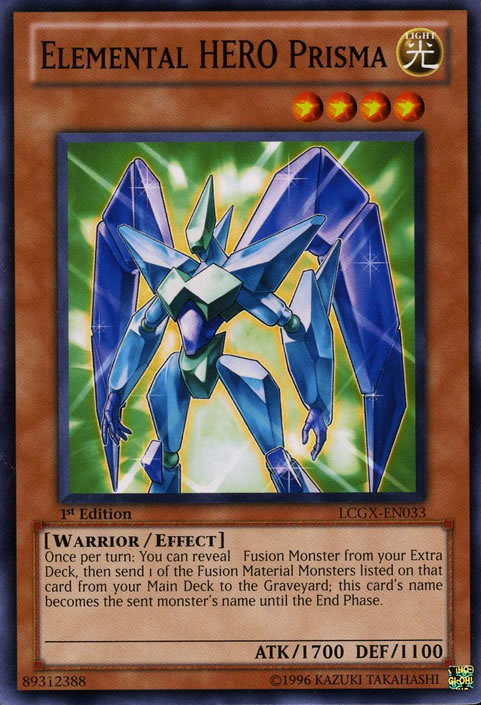 ELEMENTAL HERO PRISMA
LIGHT
光
1st Edition
LCGX-EN033
[WARRIOR/EFFECT]
Once per turn: You can reveal Fusion Monster from your Extra
Deck, then send 1 of the Fusion Material Monsters listed on that
card from your Main Deck to the Graveyard; this card's name
becomes the sent monster's name until the End Phase.
ATK/1700 DEF/1100
89312388
©1996 KAZUKI TAKAHASHI